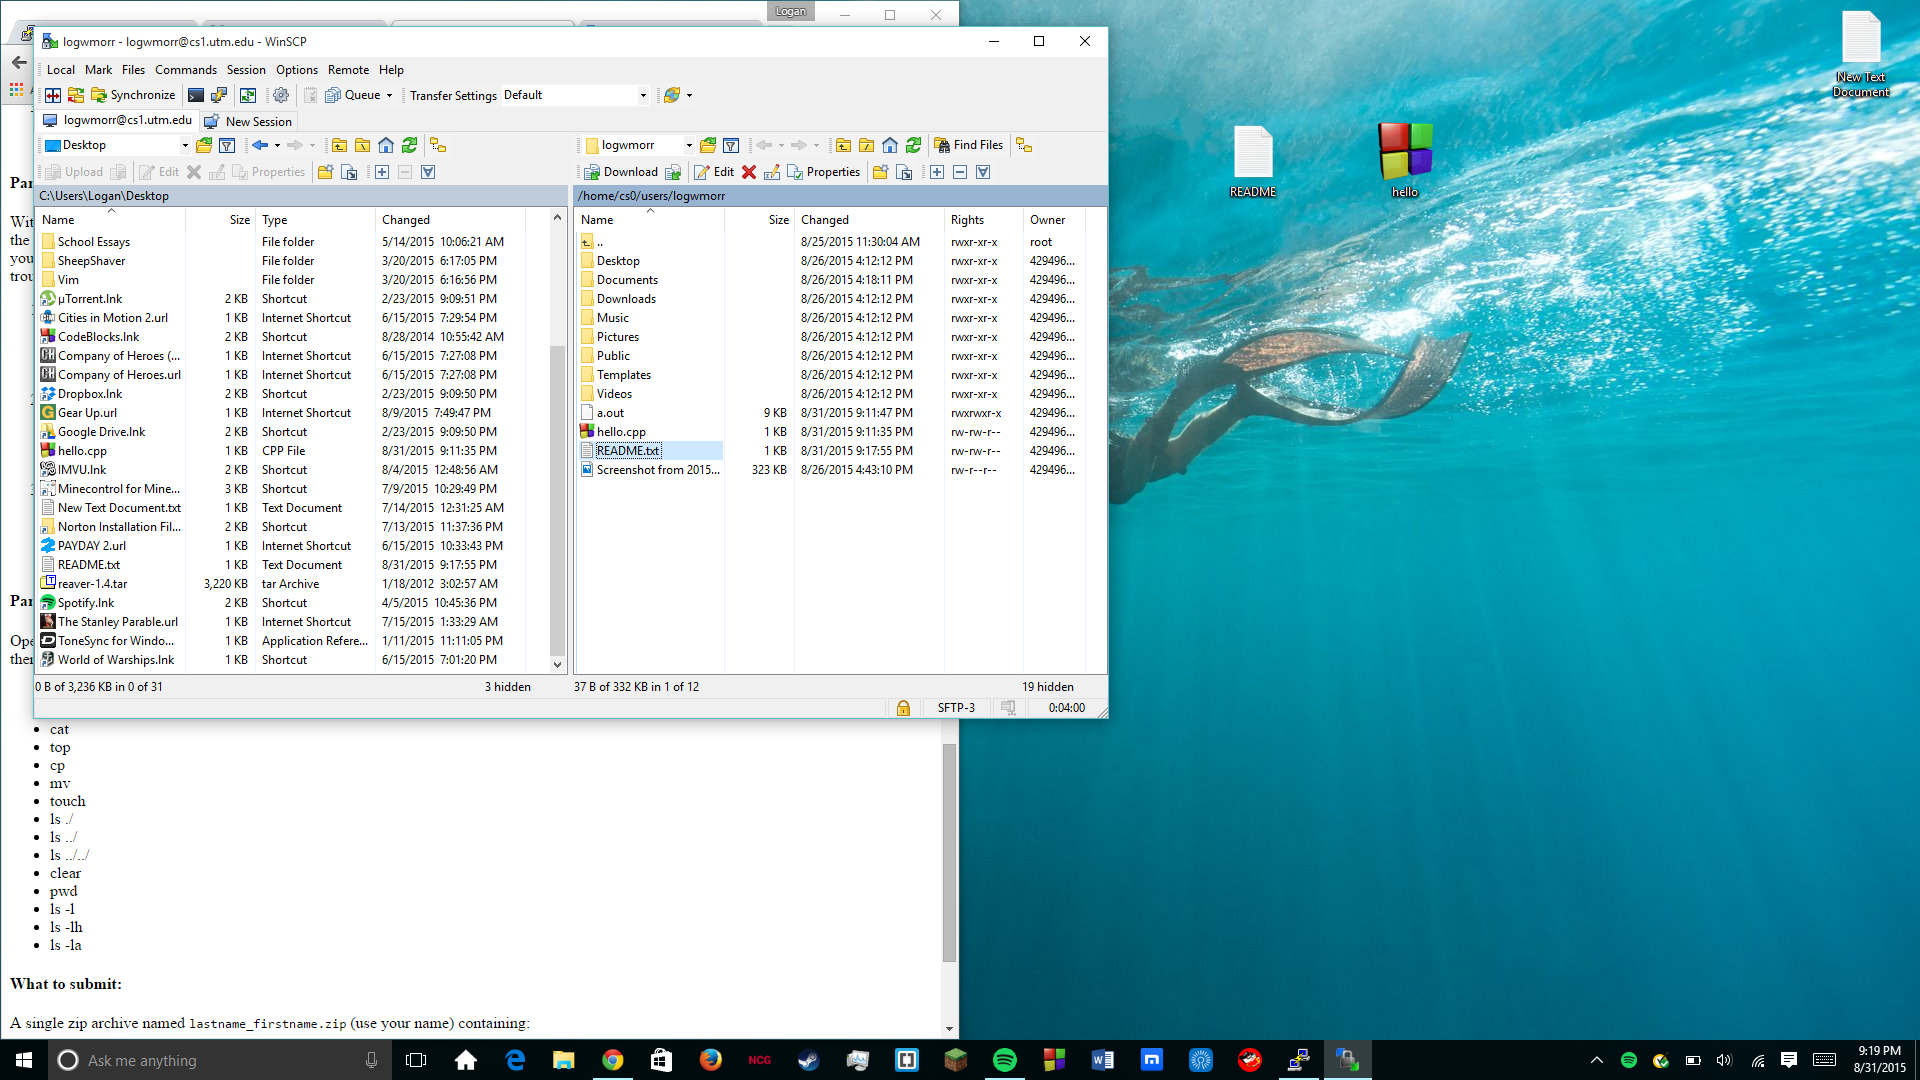 Logan
logwmorr - logwmorr@cs1.utm.edu - WinSCP
Local Mark Files Commands Session Options Remote Help
Synchronize Queue Transfer Settings Default
logwmorr@cs1.utm.edu New Session
Desktop logwmorr Find Files
Upload Edit Properties Download Edit Properties
C:\Users\Logan\Desktop
Name Size Type Changed
School Essays File folder 5/14/2015 10:06:21 AM
SheepShaver File folder 3/20/2015 6:17:05 PM
Vim File folder 3/20/2015 6:16:56 PM
µTorrent.lnk 2 KB Shortcut 2/23/2015 9:09:51 PM
Cities in Motion 2.url 1 KB Internet Shortcut 6/15/2015 7:29:54 PM
CodeBlocks.lnk 2 KB Shortcut 8/28/2014 10:55:42 AM
Company of Heroes (... 1 KB Internet Shortcut 6/15/2015 7:27:08 PM
Company of Heroes.url 1 KB Internet Shortcut 6/15/2015 7:27:08 PM
Dropbox.lnk 2 KB Shortcut 2/23/2015 9:09:50 PM
Gear Up.url 1 KB Internet Shortcut 8/9/2015 7:49:47 PM
Google Drive.lnk 2 KB Shortcut 2/23/2015 9:09:50 PM
hello.cpp 1 KB CPP File 8/31/2015 9:11:35 PM
IMVU.lnk 2 KB Shortcut 8/4/2015 12:48:56 AM
Minecontrol for Mine... 3 KB Shortcut 7/9/2015 10:29:49 PM
New Text Document.txt 1 KB Text Document 7/14/2015 12:31:25 AM
Norton Installation Fil... 2 KB Shortcut 7/13/2015 11:37:36 PM
PAYDAY 2.url 1 KB Internet Shortcut 6/15/2015 10:33:43 PM
README.txt 1 KB Text Document 8/31/2015 9:17:55 PM
reaver-1.4.tar 3,220 KB tar Archive 1/18/2012 3:02:57 AM
Spotify.lnk 2 KB Shortcut 4/5/2015 10:45:36 PM
The Stanley Parable.url 1 KB Internet Shortcut 7/15/2015 1:33:29 AM
ToneSync for Windo... 1 KB Application Refere... 1/11/2015 11:11:05 PM
World of Warships.lnk 1 KB Shortcut 6/15/2015 7:01:20 PM
0 B of 3,236 KB in 0 of 31 3 hidden
/home/cs0/users/logwmorr
Name Size Changed Rights Owner
.. 8/25/2015 11:30:04 AM rwxr-xr-x root
Desktop 8/26/2015 4:12:12 PM rwxr-xr-x 429496...
Documents 8/26/2015 4:18:11 PM rwxr-xr-x 429496...
Downloads 8/26/2015 4:12:12 PM rwxr-xr-x 429496...
Music 8/26/2015 4:12:12 PM rwxr-xr-x 429496...
Pictures 8/26/2015 4:12:12 PM rwxr-xr-x 429496...
Public 8/26/2015 4:12:12 PM rwxr-xr-x 429496...
Templates 8/26/2015 4:12:12 PM rwxr-xr-x 429496...
Videos 8/26/2015 4:12:12 PM rwxr-xr-x 429496...
a.out 9 KB 8/31/2015 9:11:47 PM rwxrwxr-x 429496...
hello.cpp 1 KB 8/31/2015 9:11:35 PM rw-rw-r-- 429496...
README.txt 1 KB 8/31/2015 9:17:55 PM rw-rw-r-- 429496...
Screenshot from 2015... 323 KB 8/26/2015 4:43:10 PM rw-r--r-- 429496...
37 B of 332 KB in 1 of 12 19 hidden
SFTP-3 0:04:00
the
you
• cat
• top
• cp
• mv
• touch
• ls ./
• ls ../
• ls ../../
• clear
• pwd
• ls -l
• ls -lh
• ls -la
What to submit:
A single zip archive named lastname_firstname.zip (use your name) containing:
README
hello
New Text
Document
Ask me anything
NCG
9:19 PM
8/31/2015